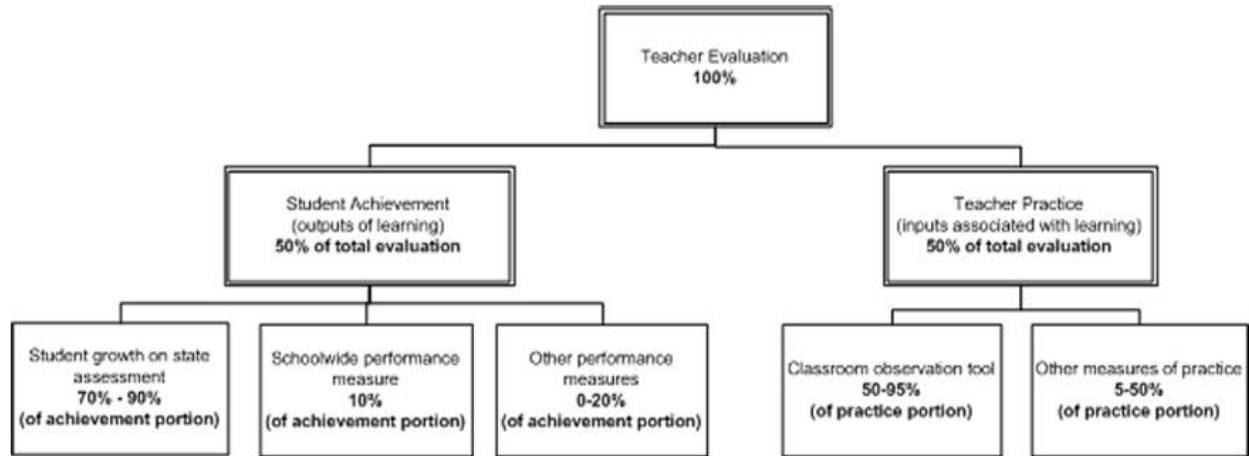 Teacher Evaluation
100%
Student Achievement
(outputs of learning)
50% of total evaluation
Teacher Practice
(inputs associated with learning)
50% of total evaluation
Student growth on state
assessment
70% - 90%
(of achievement portion)
Schoolwide performance
measure
10%
(of achievement portion)
Other performance
measures
0-20%
(of achievement portion)
Classroom observation tool
50-95%
(of practice portion)
Other measures of practice
5-50%
(of practice portion)